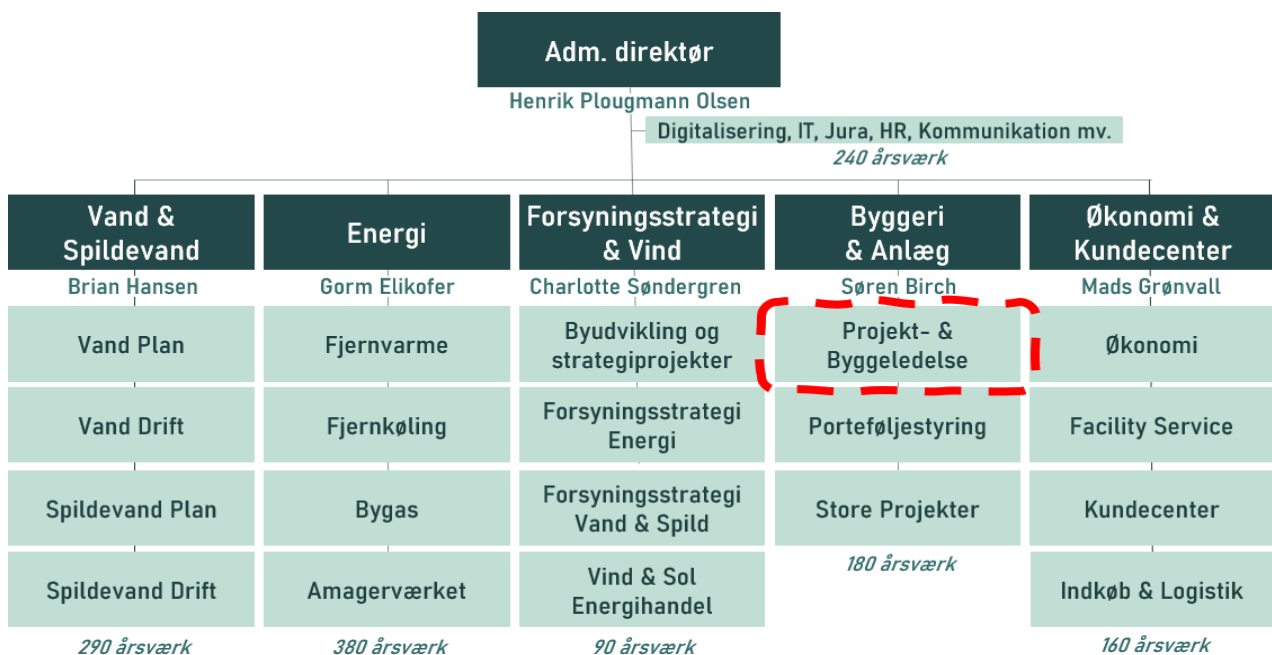 Adm. direktør
Henrik Plougmann Olsen
Digitalisering, IT, Jura, HR, Kommunikation mv.
240 årsværk
Vand &
Spildevand
Brian Hansen
Vand Plan
Vand Drift
Spildevand Plan
Spildevand Drift
290 årsværk
Energi
Gorm Elikofer
Fjernvarme
Fjernkøling
Bygas
Amagerværket
380 årsværk
Forsyningsstrategi
& Vind
Charlotte Søndergren
Byudvikling og
strategiprojekter
Forsyningsstrategi
Energi
Forsyningsstrategi
Vand & Spild
Vind & Sol
Energihandel
90 årsværk
Byggeri
& Anlæg
Søren Birch
Projekt- &
Byggeledelse
Porteføljestyring
Store Projekter
180 årsværk
Økonomi &
Kundecenter
Mads Grønvall
Økonomi
Facility Service
Kundecenter
Indkøb & Logistik
160 årsværk